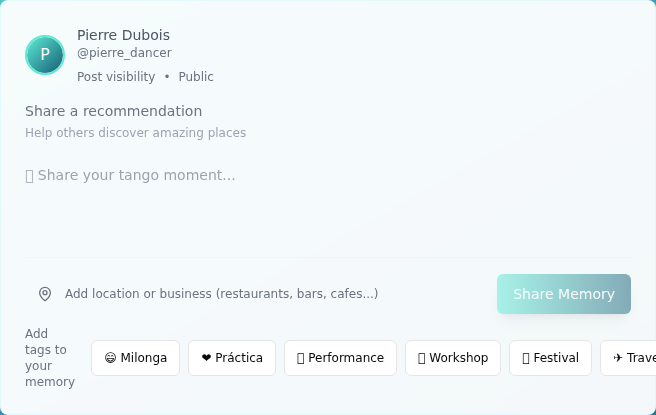 P
Pierre Dubois
@pierre_dancer
Post visibility • Public
Share a recommendation
Help others discover amazing places
Share your tango moment...
Add location or business (restaurants, bars, cafes...)
Share Memory
Add
tags to
your
memory
😄 Milonga
❤ Práctica
Performance
Workshop
Festival
✈ Trave